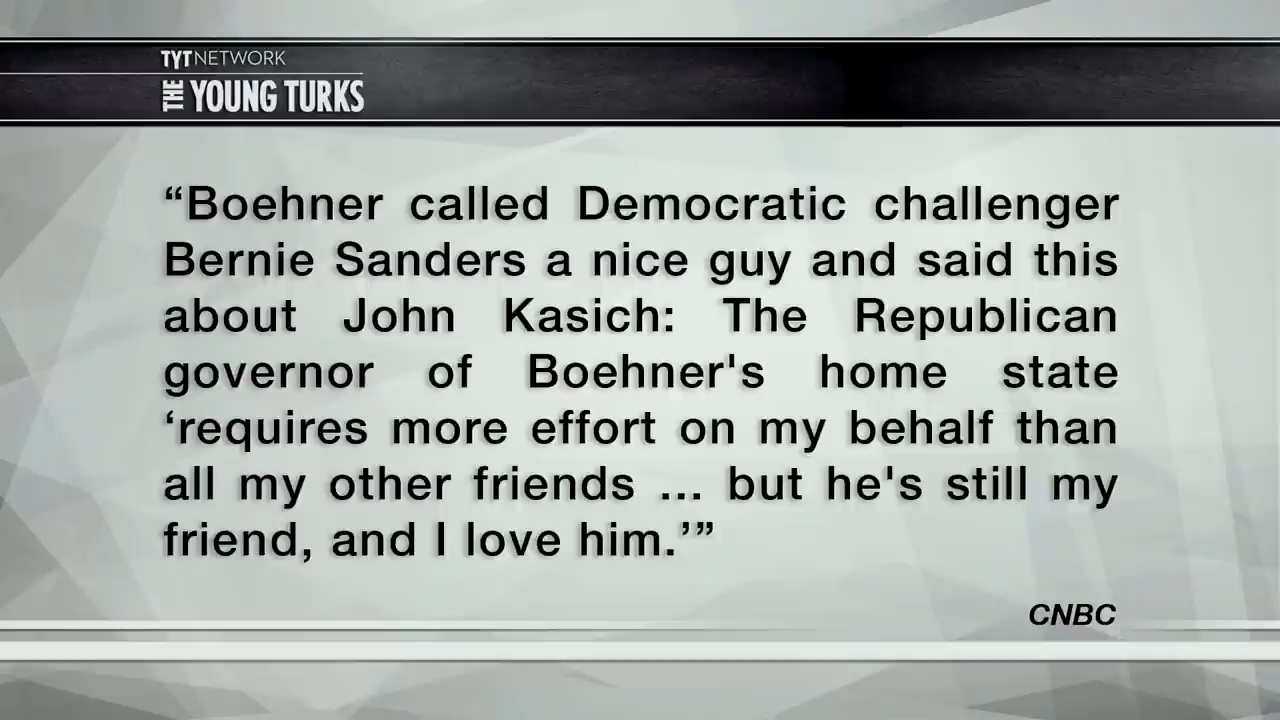 TYT NETWORK
THE YOUNG TURKS
“Boehner called Democratic challenger
Bernie Sanders a nice guy and said this
about John Kasich: The Republican
governor of Boehner's home state
‘requires more effort on my behalf than
all my other friends ... but he's still my
friend, and I love him.’”
CNBC